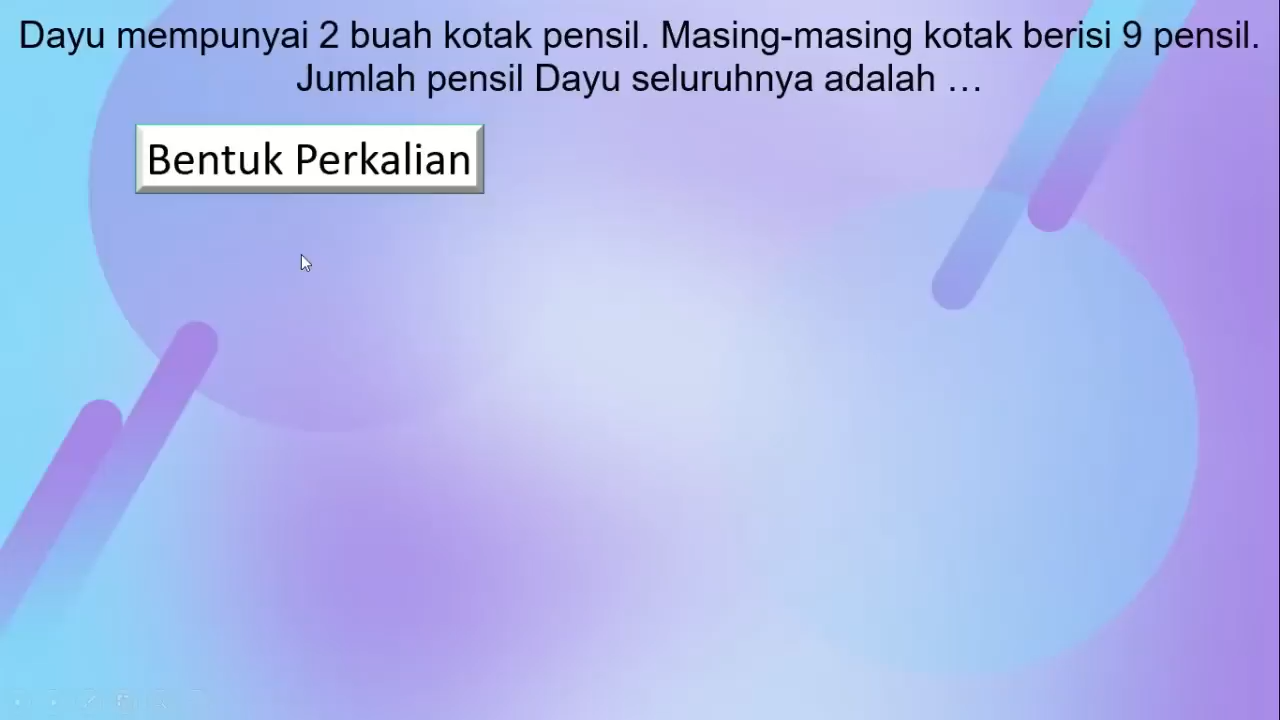 Dayu mempunyai 2 buah kotak pensil. Masing-masing kotak berisi 9 pensil.
Jumlah pensil Dayu seluruhnya adalah …
Bentuk Perkalian